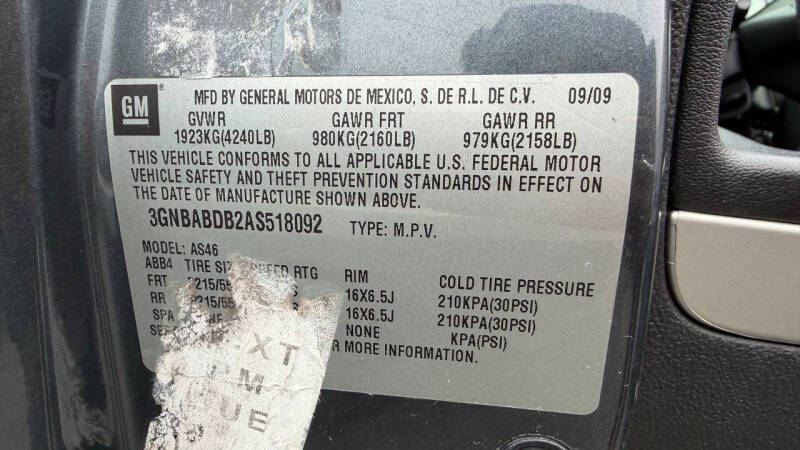 GM
MFD BY GENERAL MOTORS DE MEXICO, S. DE R.L. DE C.V. 09/09
GVWR GAWR FRT GAWR RR
1923KG(4240LB) 980KG(2160LB) 979KG(2158LB)
THIS VEHICLE CONFORMS TO ALL APPLICABLE U.S. FEDERAL MOTOR
VEHICLE SAFETY AND THEFT PREVENTION STANDARDS IN EFFECT ON
THE DATE OF MANUFACTURE SHOWN ABOVE.
3GNBABDB2AS518092 TYPE: M.P.V.
MODEL: AS46
ABB4 TIRE RTG RIM COLD TIRE PRESSURE
FRT 16X6.5J 210KPA(30PSI)
RR 16X6.5J 210KPA(30PSI)
NONE KPA(PSI)
FOR MORE INFORMATION.